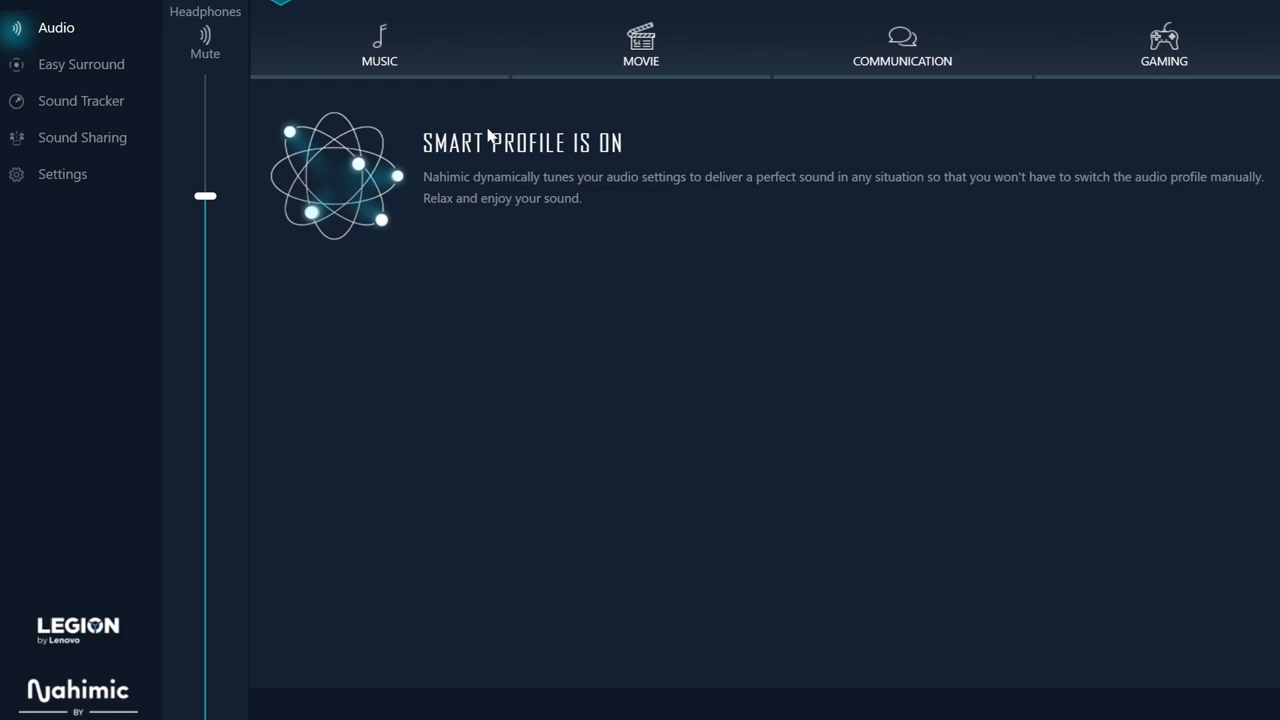 Audio
Easy Surround
Sound Tracker
Sound Sharing
Settings
LEGION
by Lenovo
Nahimic
BY
Headphones
Mute
MUSIC
MOVIE
COMMUNICATION
GAMING
SMART PROFILE IS ON
Nahimic dynamically tunes your audio settings to deliver a perfect sound in any situation so that you won't have to switch the audio profile manually.
Relax and enjoy your sound.